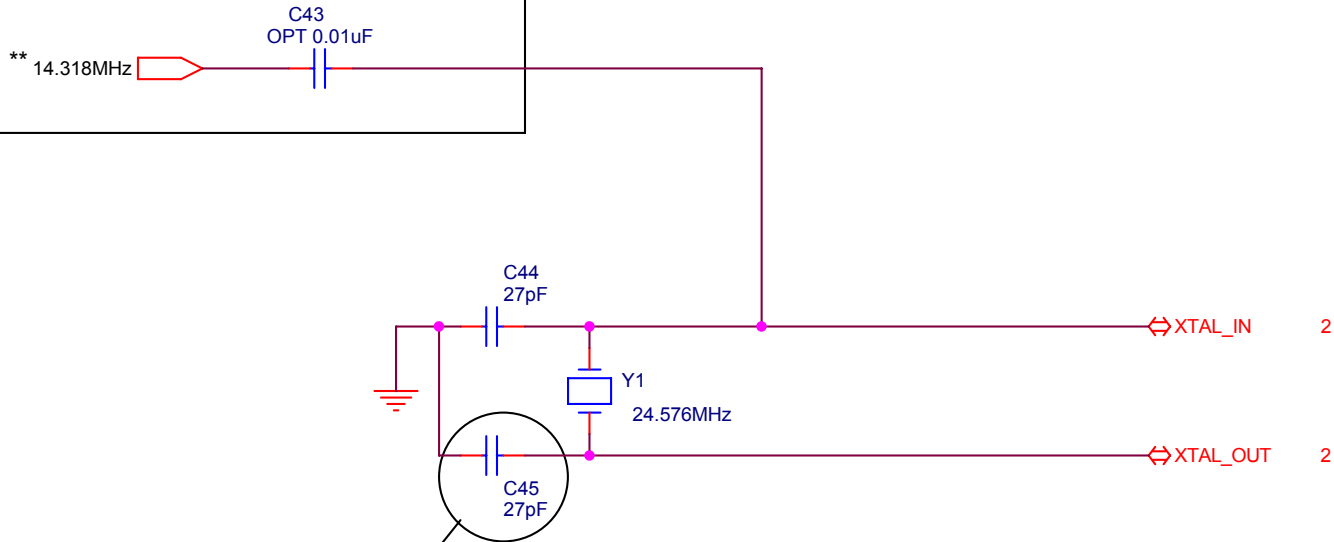 C43
OPT 0.01uF
** 14.318MHz
C44
27pF
XTAL_IN 2
Y1
24.576MHz
XTAL_OUT 2
C45
27pF